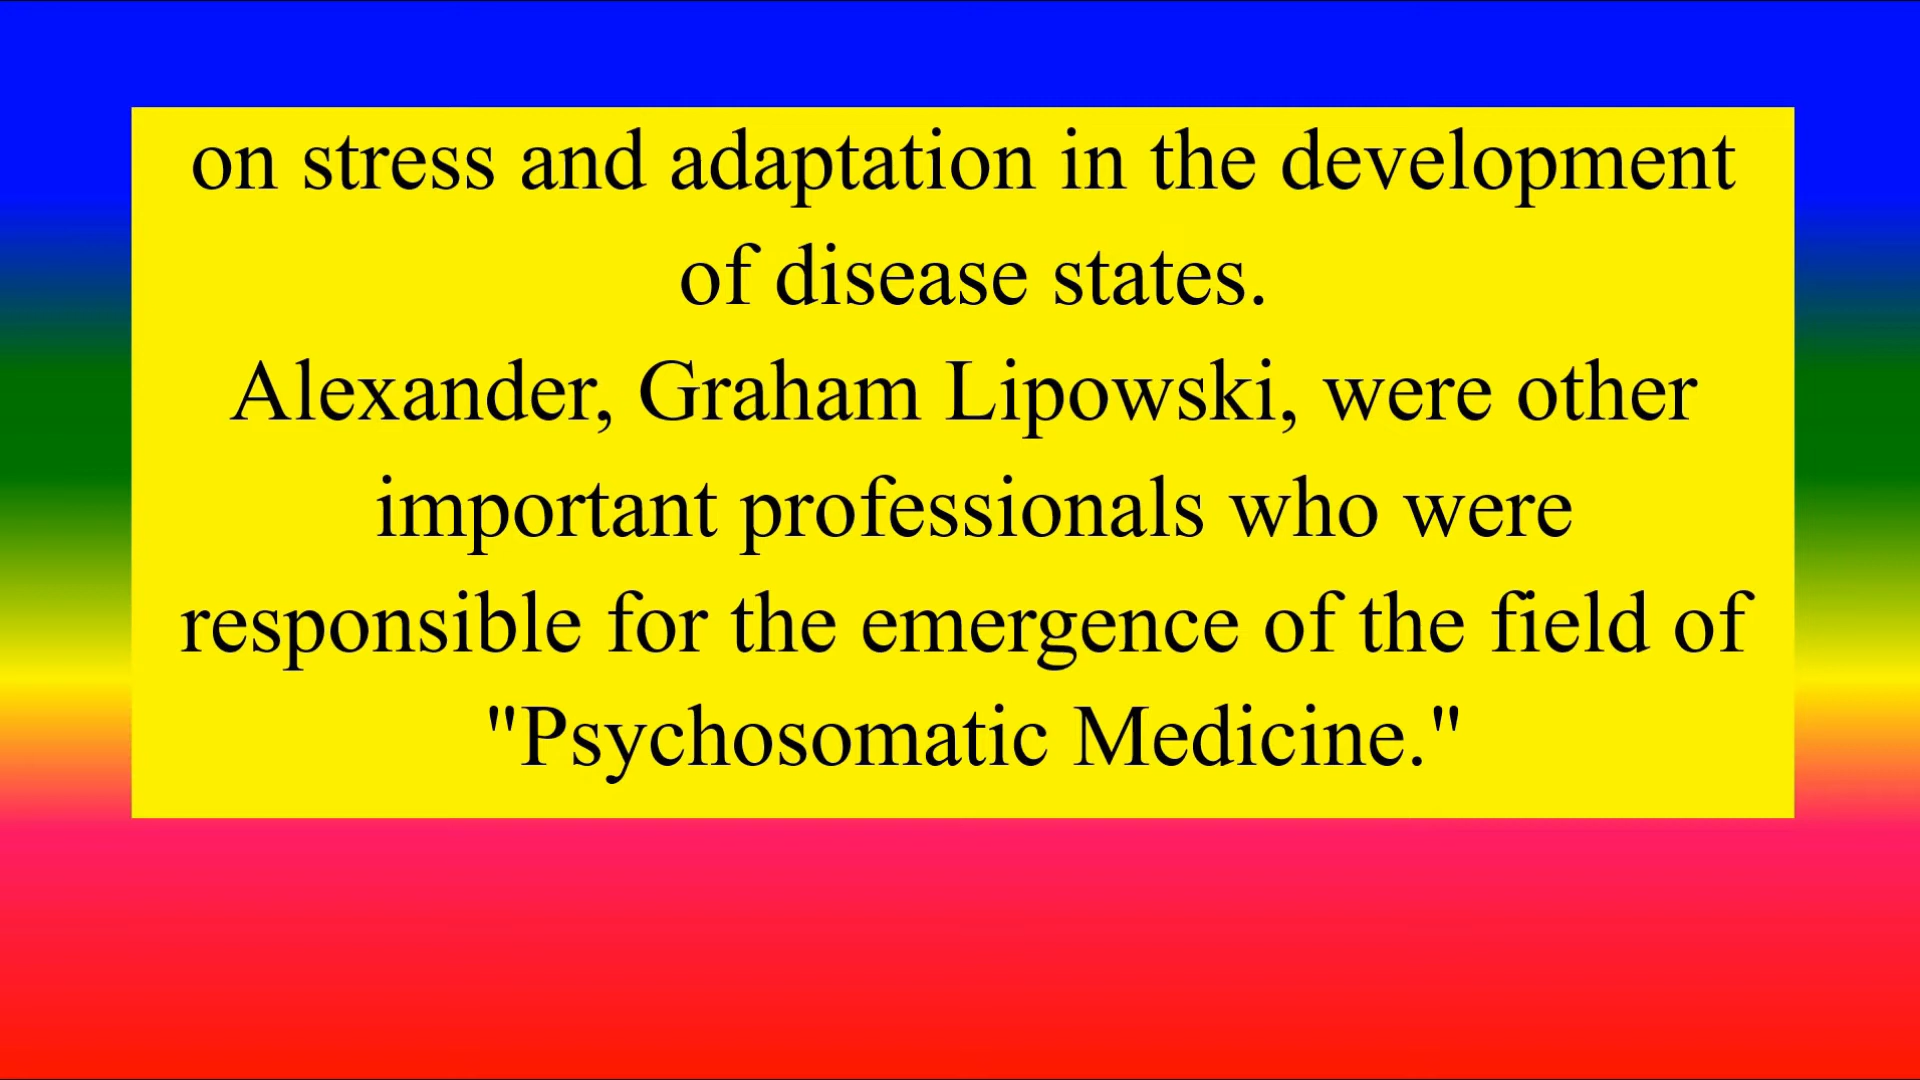 on stress and adaptation in the development
of disease states.
Alexander, Graham Lipowski, were other
important professionals who were
responsible for the emergence of the field of
"Psychosomatic Medicine."